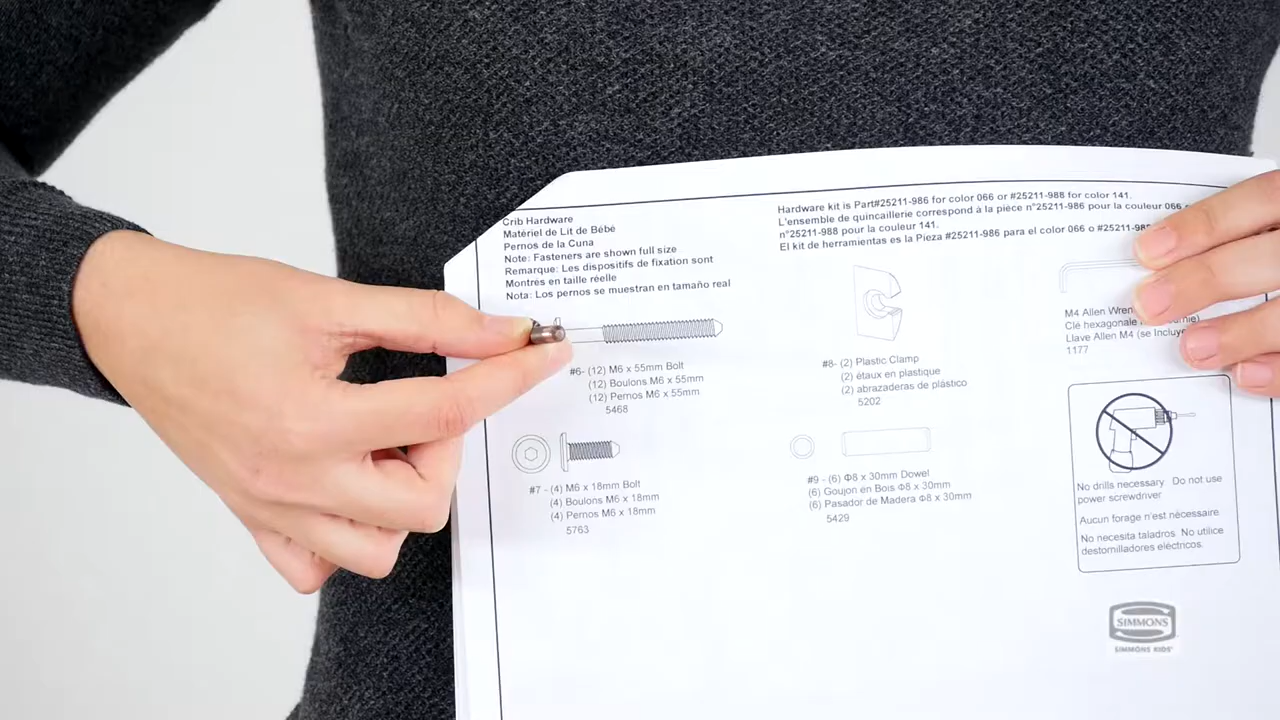 Crib Hardware
Matériel de Lit de Bébé
Pernos de la Cuna
Note: Fasteners are shown full size
Remarque: Les dispositifs de fixation sont
Montrés en taille réelle
Nota: Los pernos se muestran en tamaño real
Hardware kit is Part#25211-986 for color 066 or #25211-988 for color 141.
L'ensemble de quincaillerie correspond à la pièce n°25211-986 pour la couleur 066
n°25211-988 pour la couleur 141.
El kit de herramientas es la Pieza #25211-986 para el color 066 o #25211-98
#6- (12) M6 x 55mm Bolt
(12) Boulons M6 x 55mm
(12) Pernos M6 x 55mm
5468
#8- (2) Plastic Clamp
(2) étaux en plastique
(2) abrazaderas de plástico
5202
M4 Allen
Clé hexagonale
Llave Allen M4 (se
1177
#7 - (4) M6 x 18mm Bolt
(4) Boulons M6 x 18mm
(4) Pernos M6 x 18mm
5763
#9 - (6) Φ8 x 30mm Dowel
(6) Goujon en Bois Φ8 x 30mm
(6) Pasador de Madera Φ8 x 30mm
5429
No drills necessary. Do not use
power screwdriver.
Aucun forage n'est nècessaire
No necesita taladros. No utilice
destornilladores eléctricos.
SIMMONS
SIMMONS KIDS